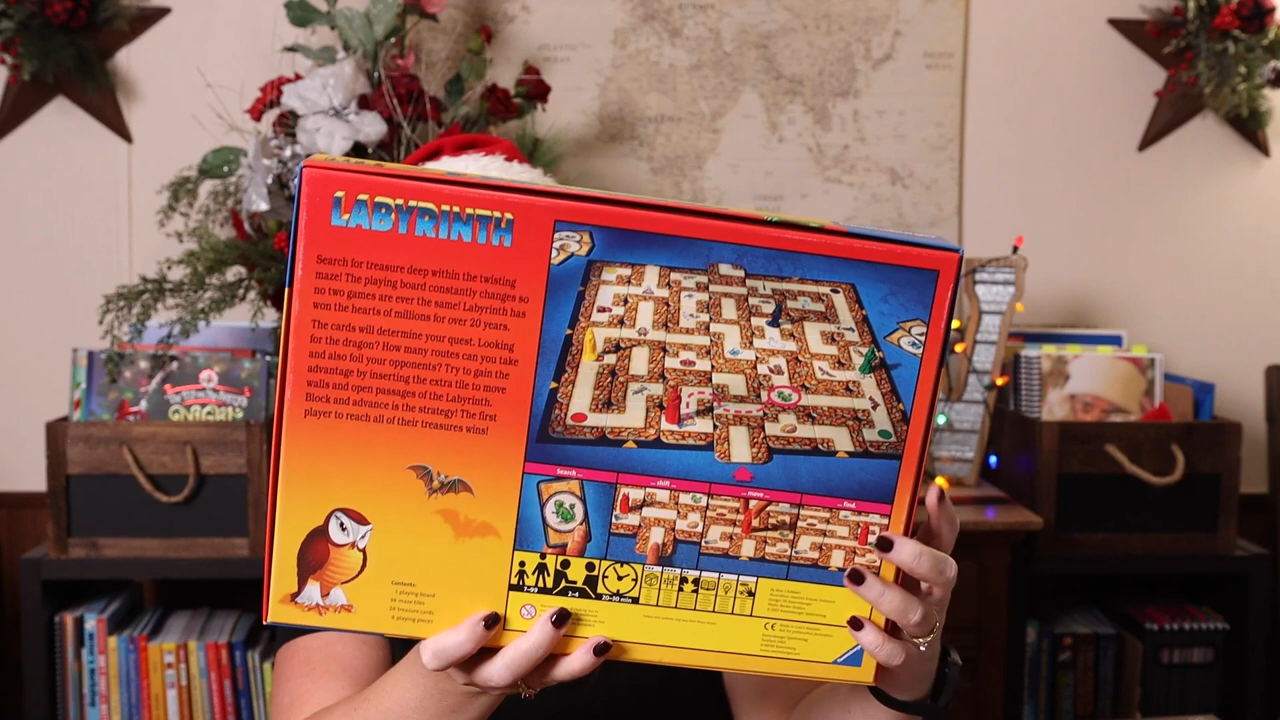 LABYRINTH
Search for treasure deep within the twisting
maze! The playing board constantly changes so
no two games are ever the same! Labyrinth has
won the hearts of millions for over 20 years.
The cards will determine your quest. Looking
for the dragon? How many routes can you take
and also foil your opponents? Try to gain the
advantage by inserting the extra tile to move
walls and open passages of the Labyrinth.
Block and advance is the strategy! The first
player to reach all of their treasures wins!
Search ...
... shift ...
... move ...
... find.
7-99
2-4
20-30 min
Contents:
1 playing board
34 maze tiles
24 treasure cards
4 playing pieces